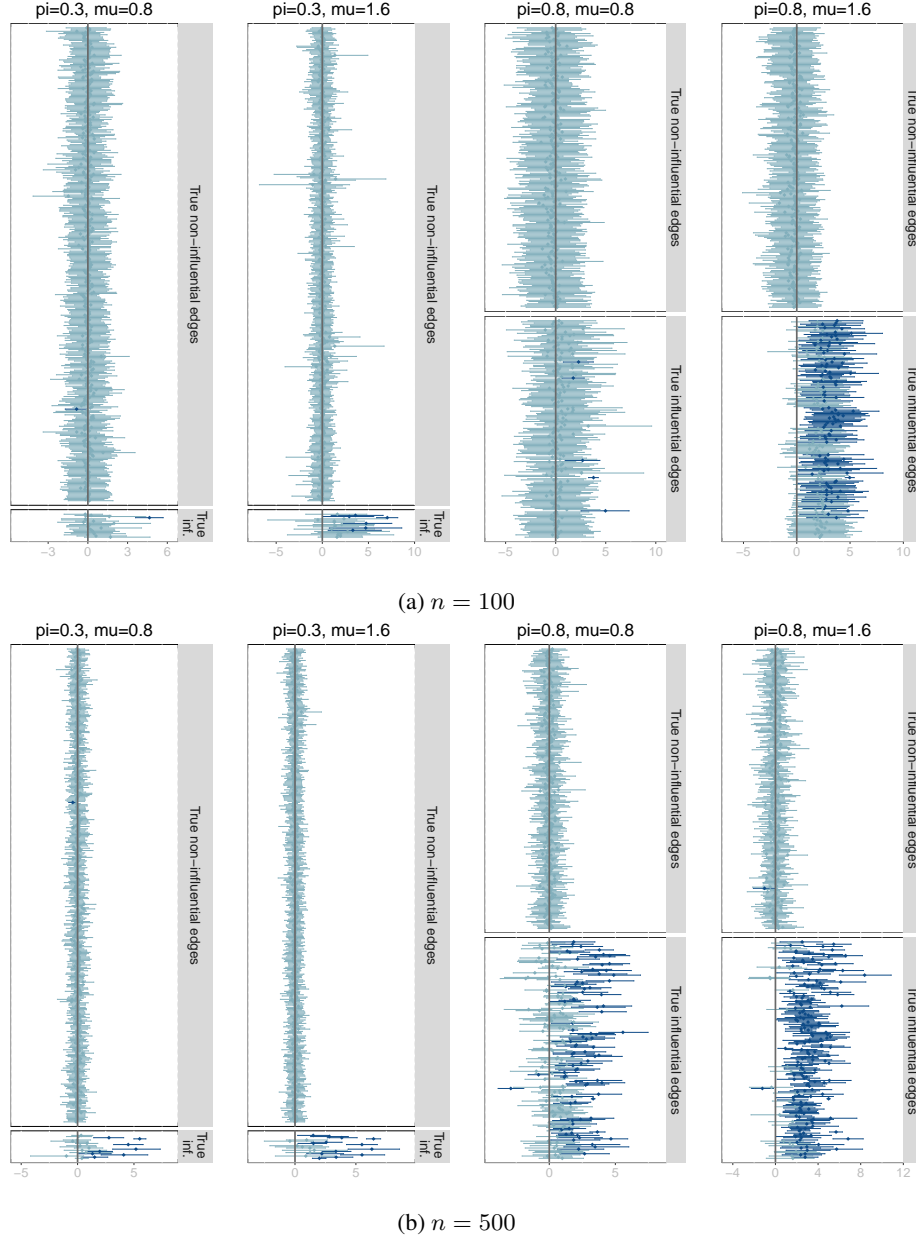 pi=0.3, mu=0.8
pi=0.3, mu=1.6
pi=0.8, mu=0.8
pi=0.8, mu=1.6
True non-influential edges
True inf.
True non-influential edges
True inf.
True non-influential edges
True influential edges
True non-influential edges
True influential edges
−3 0 3 6
0 5 10
−5 0 5 10
−5 0 5 10
(a) n = 100
pi=0.3, mu=0.8
pi=0.3, mu=1.6
pi=0.8, mu=0.8
pi=0.8, mu=1.6
True non-influential edges
True inf.
True non-influential edges
True inf.
True non-influential edges
True influential edges
True non-influential edges
True influential edges
−5 0 5
0 5 10
0 5
−4 0 4 8 12
(b) n = 500